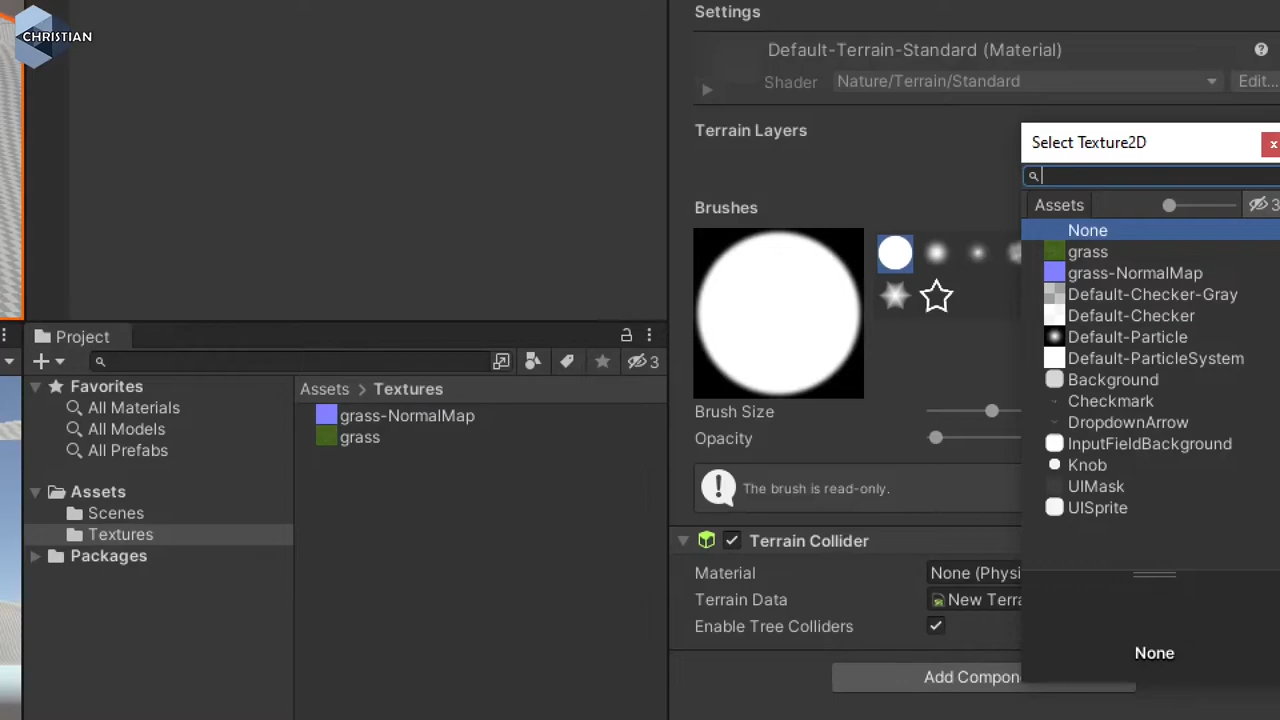 CHRISTIAN
Settings
Default-Terrain-Standard (Material)
Shader Nature/Terrain/Standard Edit...
Terrain Layers
Brushes
Brush Size
Opacity
The brush is read-only.
Terrain Collider
Material None (Physi
Terrain Data New Terra
Enable Tree Colliders
Add Compon
Select Texture2D
x
Assets 3
None
grass
grass-NormalMap
Default-Checker-Gray
Default-Checker
Default-Particle
Default-ParticleSystem
Background
Checkmark
DropdownArrow
InputFieldBackground
Knob
UIMask
UISprite
None
Project
3
Favorites
All Materials
All Models
All Prefabs
Assets
Scenes
Textures
Packages
Assets > Textures
grass-NormalMap
grass